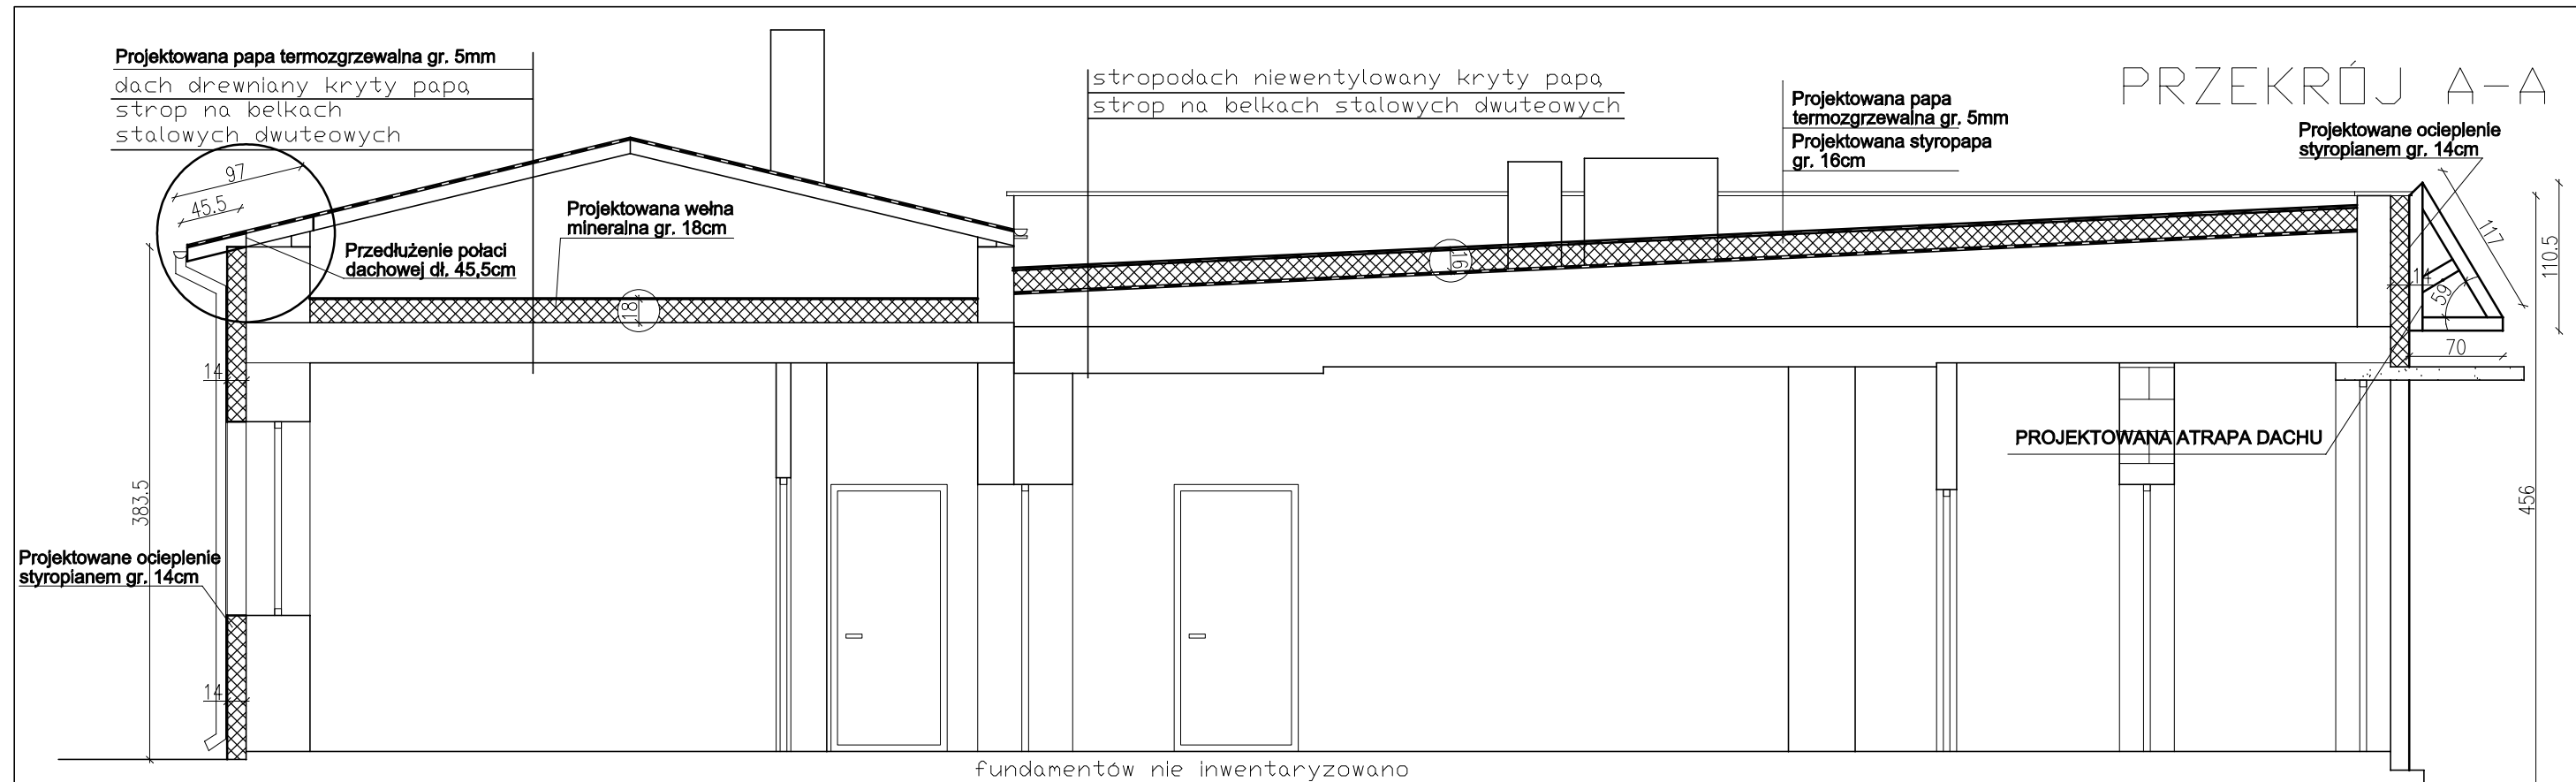 PRZEKRÓJ A-A
Projektowana papa termozgrzewalna gr. 5mm
dach drewniany kryty papą
strop na belkach
stalowych dwuteowych
stropodach niewentylowany kryty papą
strop na belkach stalowych dwuteowych
Projektowana papa
termozgrzewalna gr. 5mm
Projektowana styropapa
gr. 16cm
Projektowane ocieplenie
styropianem gr. 14cm
97
45.5
Projektowana wełna
mineralna gr. 18cm
Przedłużenie połaci
dachowej dł. 45,5cm
18
16
117
110.5
14
59
70
14
383.5
456
PROJEKTOWANA ATRAPA DACHU
Projektowane ocieplenie
styropianem gr. 14cm
14
fundamentów nie inwentaryzowano